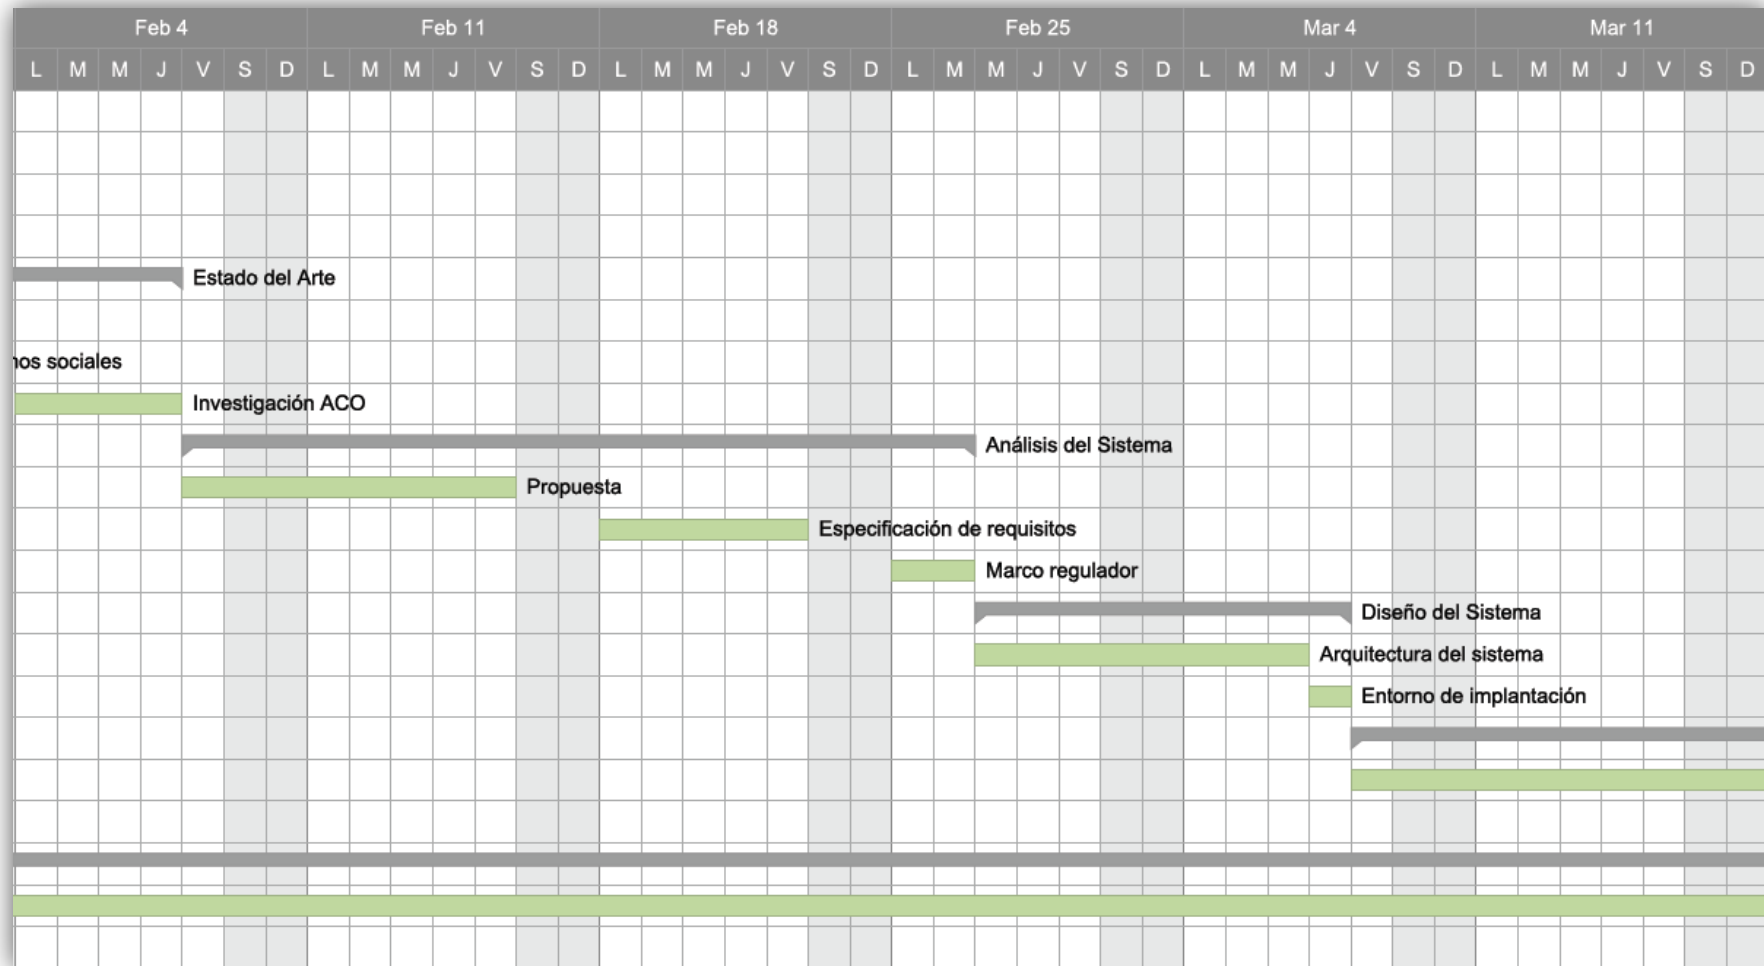 Feb 4 Feb 11 Feb 18 Feb 25 Mar 4 Mar 11
L M M J V S D L M M J V S D L M M J V S D L M M J V S D L M M J V S D L M M J V S D
Estado del Arte
sociales
Investigación ACO
Análisis del Sistema
Propuesta
Especificación de requisitos
Marco regulador
Diseño del Sistema
Arquitectura del sistema
Entorno de implantación